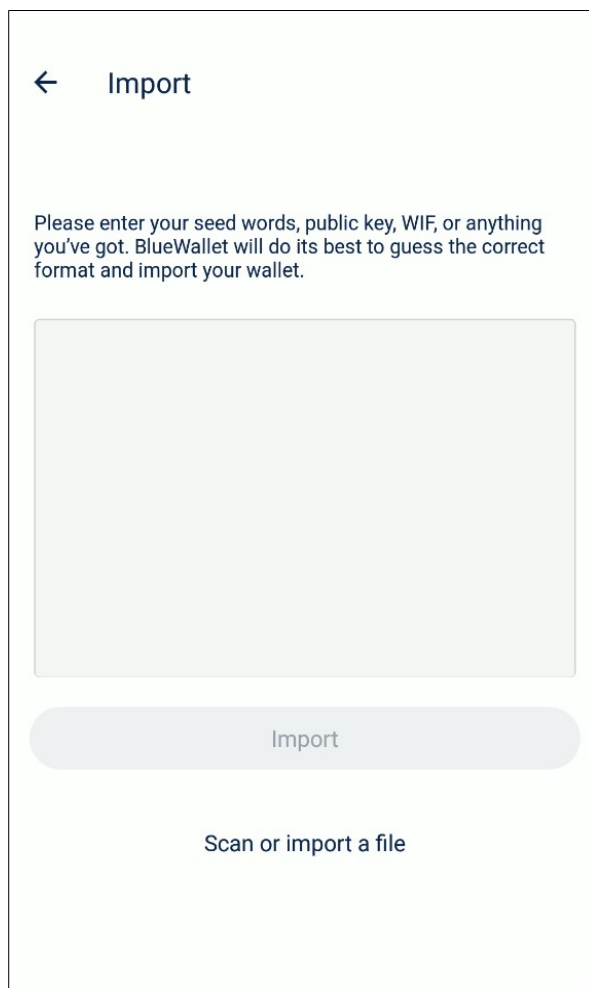 Import
Please enter your seed words, public key, WIF, or anything
you’ve got. BlueWallet will do its best to guess the correct
format and import your wallet.
Import
Scan or import a file